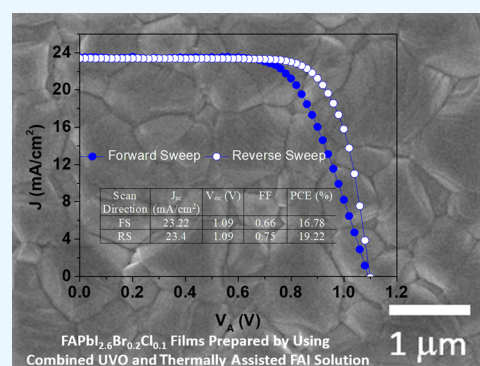 24
20
16
12
8
4
0
J (mA/cm²)
Forward Sweep
Reverse Sweep
Scan Direction Jsc (mA/cm²) Voc (V) FF PCE (%)
FS 23.22 1.09 0.66 16.78
RS 23.4 1.09 0.75 19.22
0.0 0.2 0.4 0.6 0.8 1.0 1.2
VA (V)
1 μm
FAPbI2.6Br0.2Cl0.1 Films Prepared by Using
Combined UVO and Thermally Assisted FAI Solution